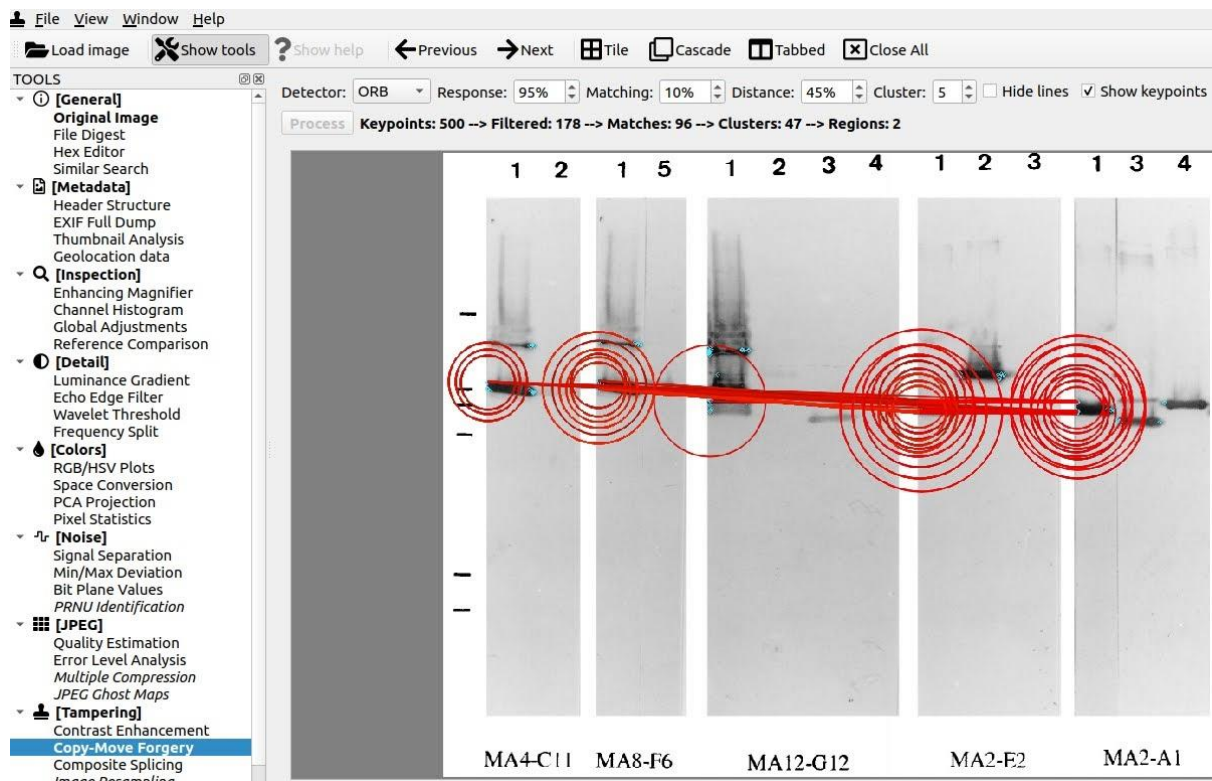 File View Window Help
Load image Show tools Show help Previous Next Tile Cascade Tabbed Close All
TOOLS
[General]
Original Image
File Digest
Hex Editor
Similar Search
[Metadata]
Header Structure
EXIF Full Dump
Thumbnail Analysis
Geolocation data
[Inspection]
Enhancing Magnifier
Channel Histogram
Global Adjustments
Reference Comparison
[Detail]
Luminance Gradient
Echo Edge Filter
Wavelet Threshold
Frequency Split
[Colors]
RGB/HSV Plots
Space Conversion
PCA Projection
Pixel Statistics
[Noise]
Signal Separation
Min/Max Deviation
Bit Plane Values
PRNU Identification
[JPEG]
Quality Estimation
Error Level Analysis
Multiple Compression
JPEG Ghost Maps
[Tampering]
Contrast Enhancement
Copy-Move Forgery
Composite Splicing
Image Resampling
Detector: ORB Response: 95% Matching: 10% Distance: 45% Cluster: 5 Hide lines Show keypoints
Process Keypoints: 500 --> Filtered: 178 --> Matches: 96 --> Clusters: 47 --> Regions: 2
1 2 1 5 1 2 3 4 1 2 3 1 3 4
MA4-C11 MA8-F6 MA12-G12 MA2-E2 MA2-A1